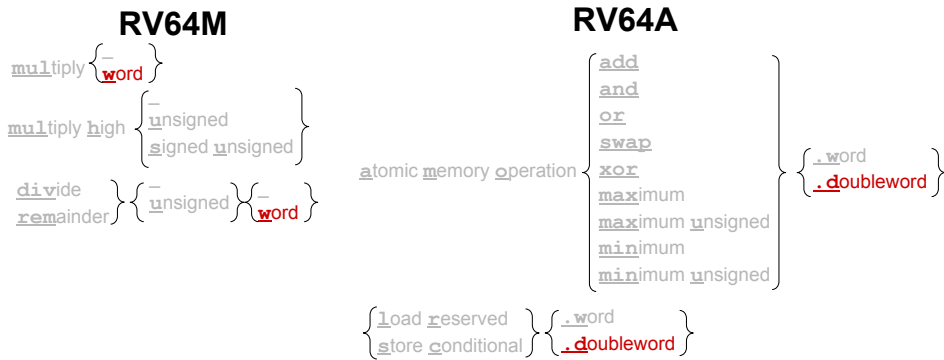 RV64M
multiply
word
multiply high
unsigned
signed unsigned
divide
remainder
unsigned
word
RV64A
atomic memory operation
add
and
or
swap
xor
maximum
maximum unsigned
minimum
minimum unsigned
.word
.doubleword
load reserved
store conditional
.word
.doubleword